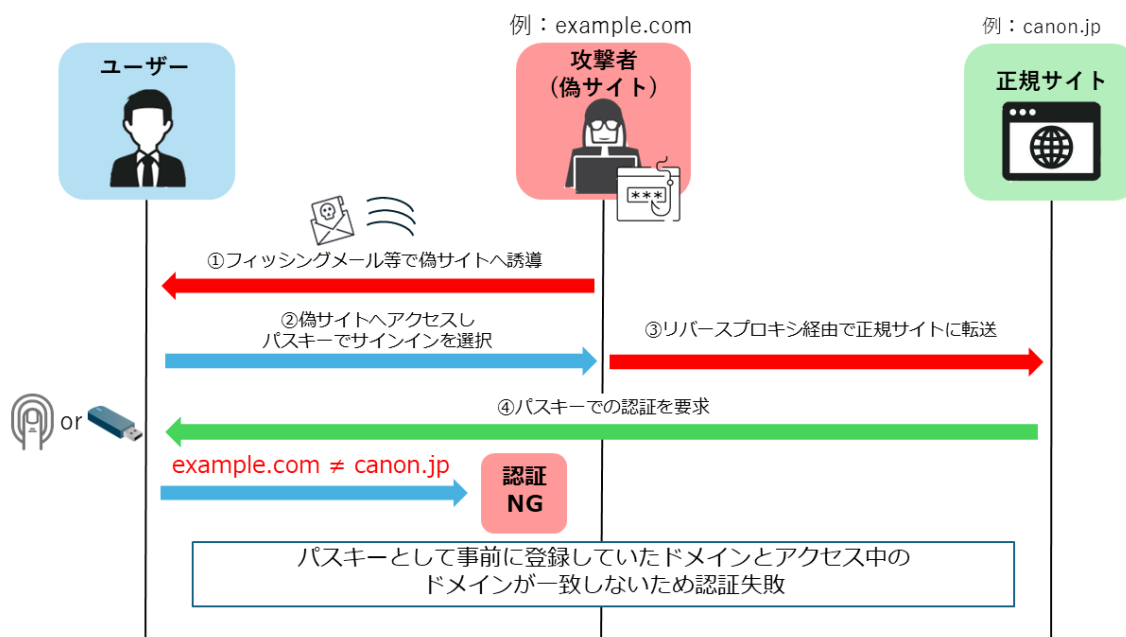 例：example.com
例：canon.jp
ユーザー
攻撃者
（偽サイト）
正規サイト
***
①フィッシングメール等で偽サイトへ誘導
②偽サイトへアクセスし
パスキーでサインインを選択
③リバースプロキシ経由で正規サイトに転送
④パスキーでの認証を要求
or
example.com ≠ canon.jp
認証
NG
パスキーとして事前に登録していたドメインとアクセス中の
ドメインが一致しないため認証失敗